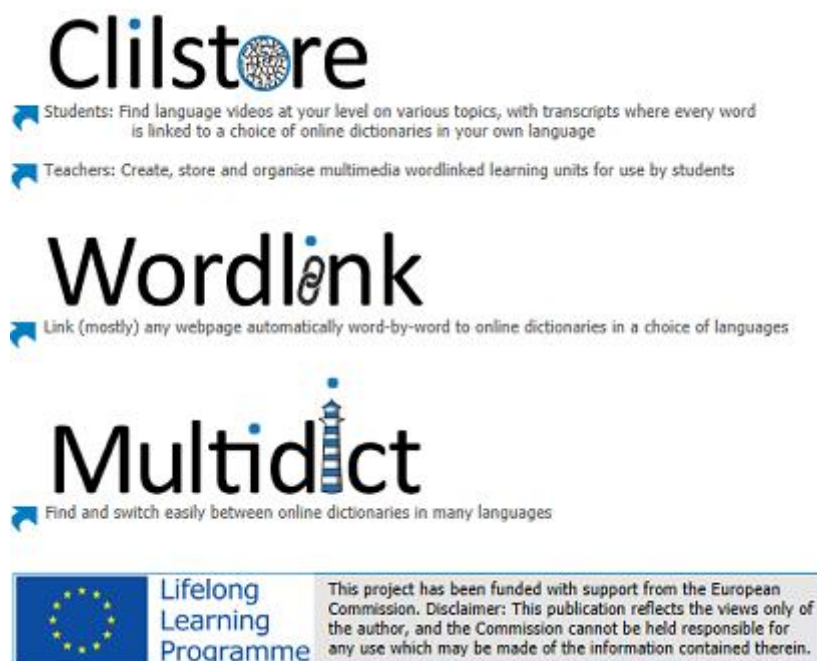 Clilstore
Students: Find language videos at your level on various topics, with transcripts where every word
is linked to a choice of online dictionaries in your own language
Teachers: Create, store and organise multimedia wordlinked learning units for use by students
Wordlink
Link (mostly) any webpage automatically word-by-word to online dictionaries in a choice of languages
Multidict
Find and switch easily between online dictionaries in many languages
Lifelong
Learning
Programme
This project has been funded with support from the European
Commission. Disclaimer: This publication reflects the views only of
the author, and the Commission cannot be held responsible for
any use which may be made of the information contained therein.